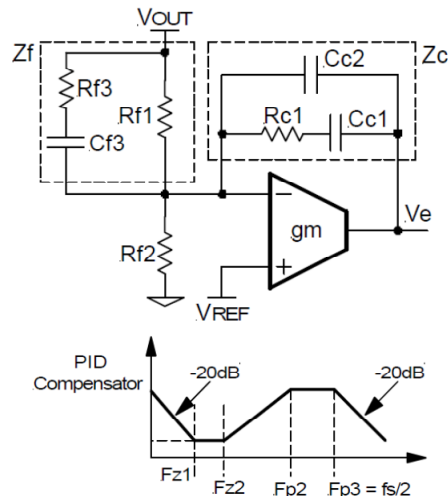 VOUT
Zf
Zc
Cc2
Rf3
Rf1
Rc1
Cc1
Cf3
−
gm
Ve
Rf2
+
VREF
PID
Compensator
-20dB
-20dB
Fz1
Fz2
Fp2
Fp3 = fs/2